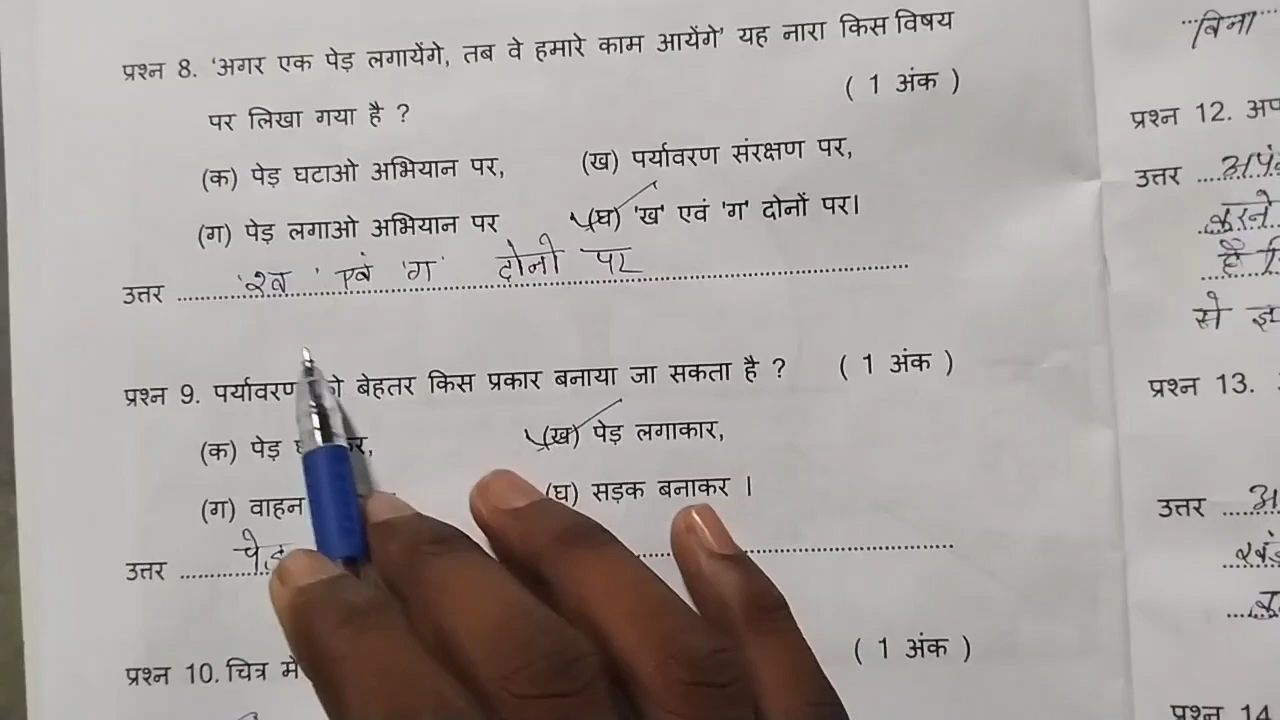 प्रश्न 8. 'अगर एक पेड़ लगायेंगे, तब वे हमारे काम आयेंगे' यह नारा किस विषय
पर लिखा गया है ? ( 1 अंक )
(क) पेड़ घटाओ अभियान पर, (ख) पर्यावरण संरक्षण पर,
(ग) पेड़ लगाओ अभियान पर (घ) 'ख' एवं 'ग' दोनों पर।
उत्तर 'ख' एवं 'ग' दोनो पर
प्रश्न 9. पर्यावरण बेहतर किस प्रकार बनाया जा सकता है ? ( 1 अंक )
(क) पेड़ (ख) पेड़ लगाकार,
(ग) वाहन (घ) सड़क बनाकर ।
उत्तर पेड़
प्रश्न 10. चित्र में ( 1 अंक )
बिना
प्रश्न 12.
उत्तर
करने
है
से
प्रश्न 13.
उत्तर
प्रश्न 14